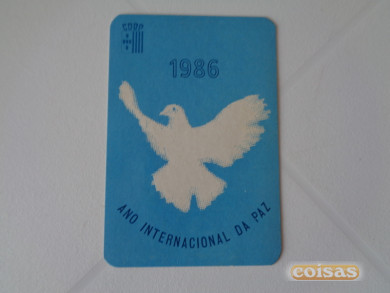 1986
ANO INTERNACIONAL DA PAZ
coisas